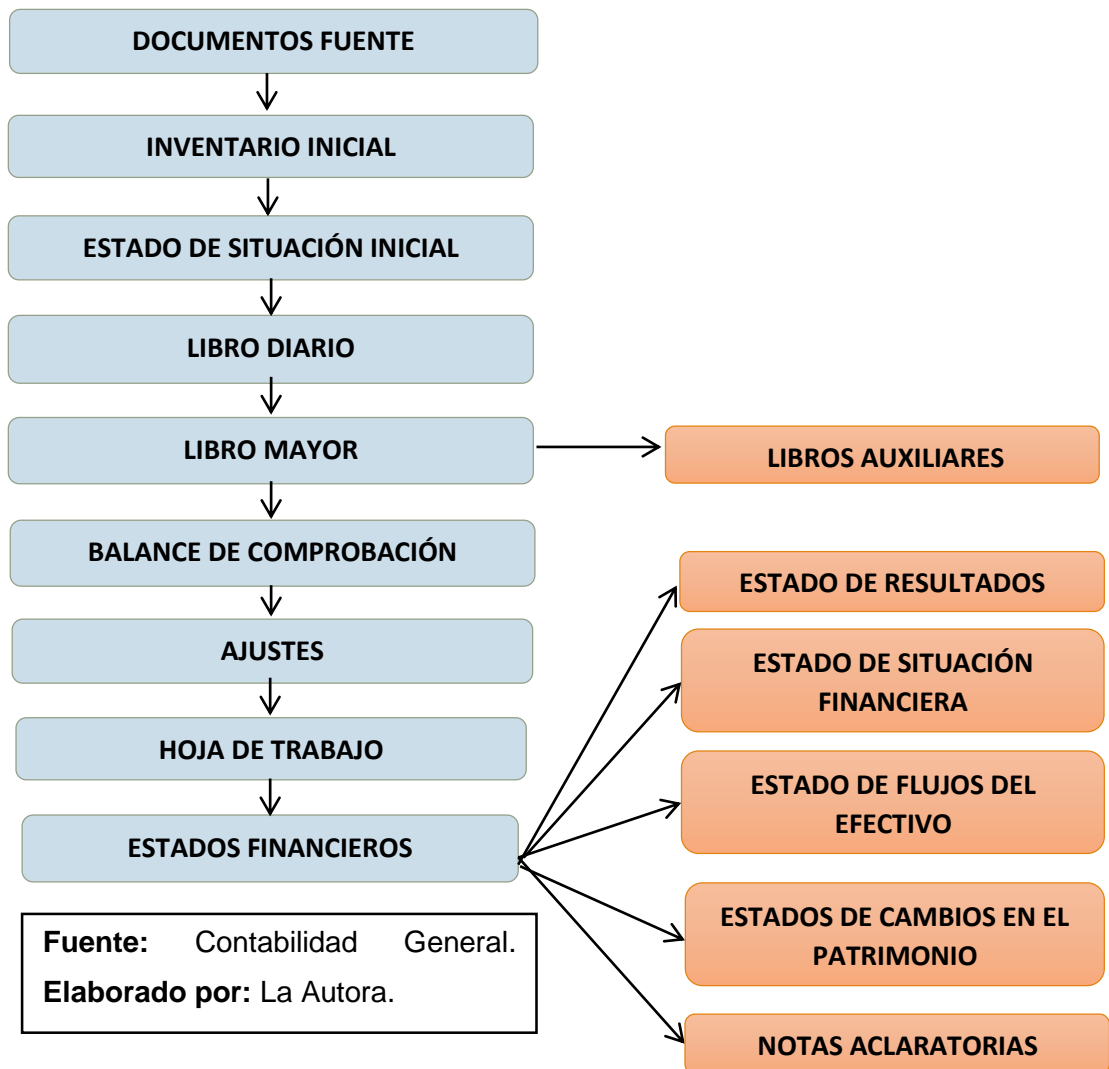 DOCUMENTOS FUENTE
INVENTARIO INICIAL
ESTADO DE SITUACIÓN INICIAL
LIBRO DIARIO
LIBRO MAYOR
LIBROS AUXILIARES
BALANCE DE COMPROBACIÓN
AJUSTES
HOJA DE TRABAJO
ESTADOS FINANCIEROS
ESTADO DE RESULTADOS
ESTADO DE SITUACIÓN
FINANCIERA
ESTADO DE FLUJOS DEL
EFECTIVO
ESTADOS DE CAMBIOS EN EL
PATRIMONIO
NOTAS ACLARATORIAS
Fuente: Contabilidad General.
Elaborado por: La Autora.